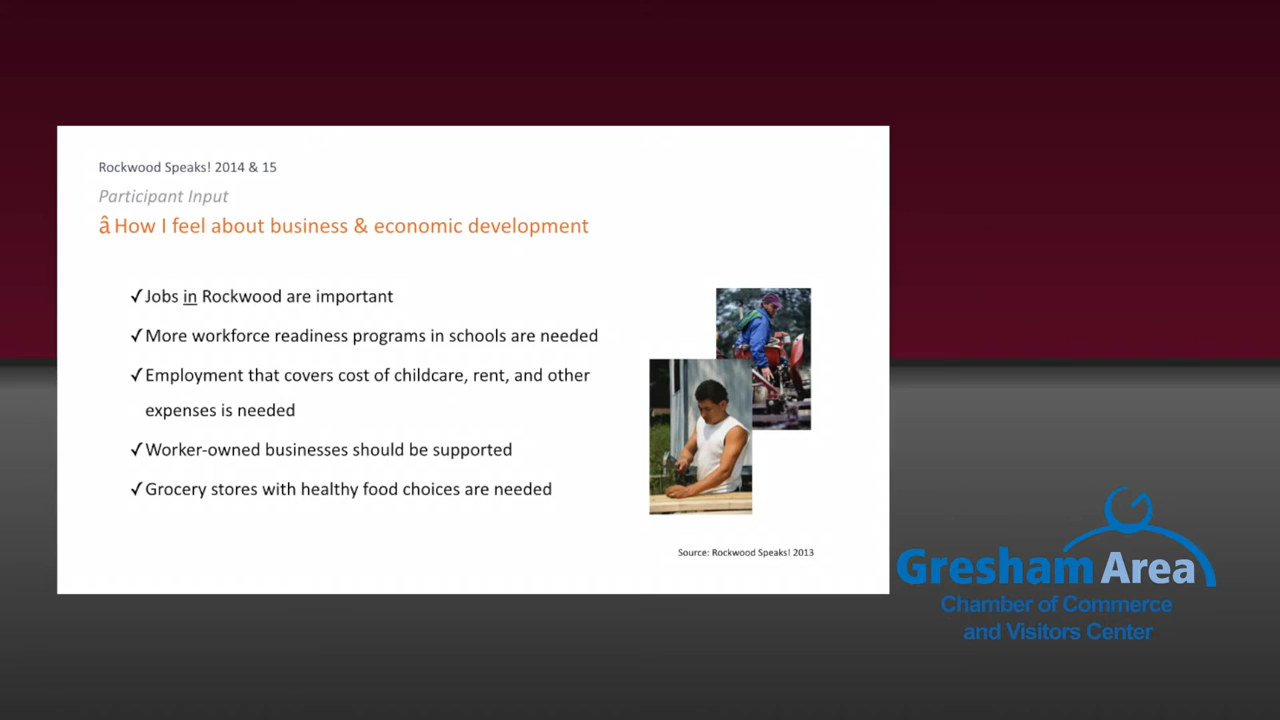 Rockwood Speaks! 2014 & 15
Participant Input
âHow I feel about business & economic development
✓Jobs in Rockwood are important
✓More workforce readiness programs in schools are needed
✓Employment that covers cost of childcare, rent, and other
expenses is needed
✓Worker-owned businesses should be supported
✓Grocery stores with healthy food choices are needed
Source: Rockwood Speaks! 2013
Gresham Area
Chamber of Commerce
and Visitors Center